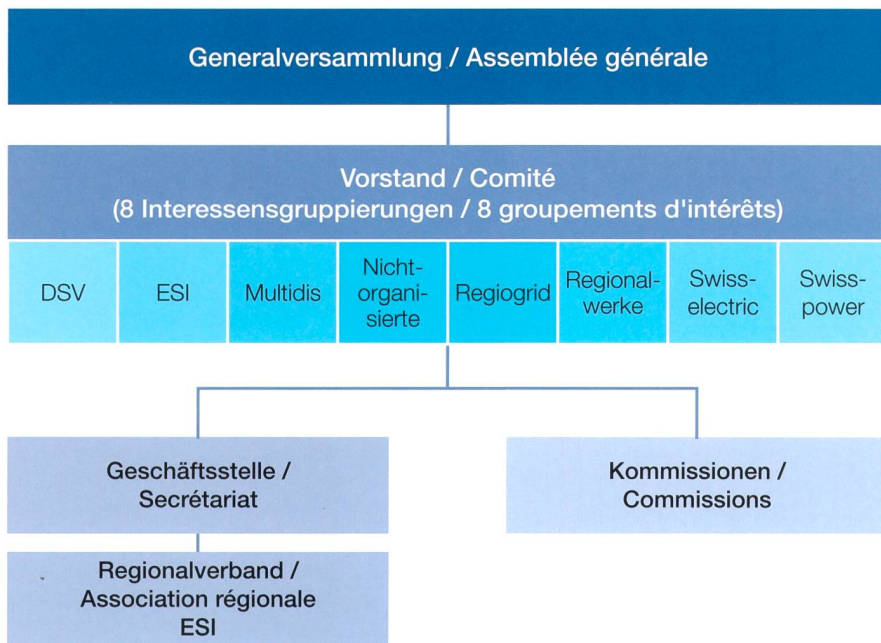 Generalversammlung / Assemblée générale
Vorstand / Comité
(8 Interessensgruppierungen / 8 groupements d'intérêts)
DSV
ESI
Multidis
Nicht-
organi-
sierte
Regiogrid
Regional-
werke
Swiss-
electric
Swiss-
power
Geschäftsstelle /
Secrétariat
Kommissionen /
Commissions
Regionalverband /
Association régionale
ESI